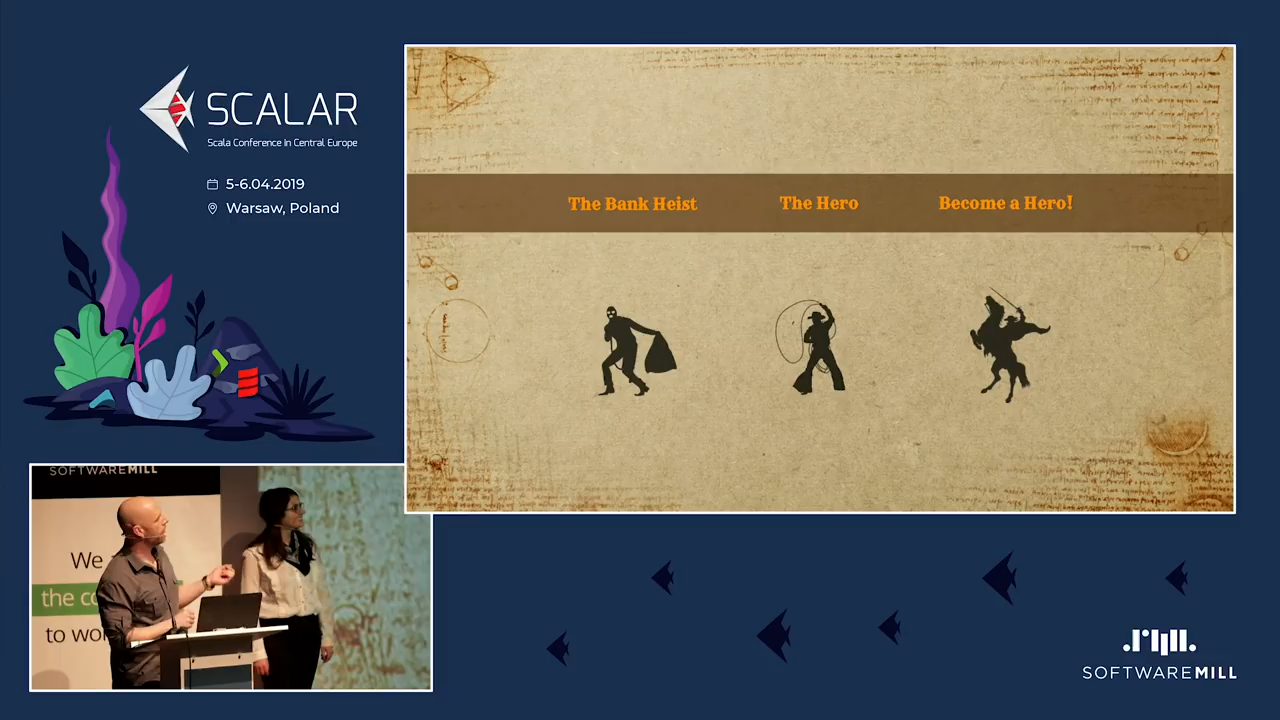 SCALAR
Scala Conference in Central Europe
5-6.04.2019
Warsaw, Poland
The Bank Heist
The Hero
Become a Hero!
SOFTWAREMILL
We
the co
to wor
SOFTWAREMILL